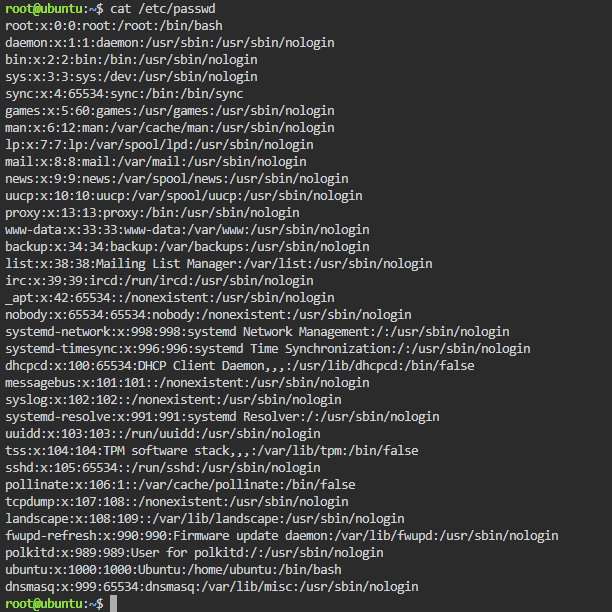 root@ubuntu:~$ cat /etc/passwd
root:x:0:0:root:/root:/bin/bash
daemon:x:1:1:daemon:/usr/sbin:/usr/sbin/nologin
bin:x:2:2:bin:/bin:/usr/sbin/nologin
sys:x:3:3:sys:/dev:/usr/sbin/nologin
sync:x:4:65534:sync:/bin:/bin/sync
games:x:5:60:games:/usr/games:/usr/sbin/nologin
man:x:6:12:man:/var/cache/man:/usr/sbin/nologin
lp:x:7:7:lp:/var/spool/lpd:/usr/sbin/nologin
mail:x:8:8:mail:/var/mail:/usr/sbin/nologin
news:x:9:9:news:/var/spool/news:/usr/sbin/nologin
uucp:x:10:10:uucp:/var/spool/uucp:/usr/sbin/nologin
proxy:x:13:13:proxy:/bin:/usr/sbin/nologin
www-data:x:33:33:www-data:/var/www:/usr/sbin/nologin
backup:x:34:34:backup:/var/backups:/usr/sbin/nologin
list:x:38:38:Mailing List Manager:/var/list:/usr/sbin/nologin
irc:x:39:39:ircd:/run/ircd:/usr/sbin/nologin
_apt:x:42:65534::/nonexistent:/usr/sbin/nologin
nobody:x:65534:65534:nobody:/nonexistent:/usr/sbin/nologin
systemd-network:x:998:998:systemd Network Management:/:/usr/sbin/nologin
systemd-timesync:x:996:996:systemd Time Synchronization:/:/usr/sbin/nologin
dhcpcd:x:100:65534:DHCP Client Daemon,,,:/usr/lib/dhcpcd:/bin/false
messagebus:x:101:101::/nonexistent:/usr/sbin/nologin
syslog:x:102:102::/nonexistent:/usr/sbin/nologin
systemd-resolve:x:991:991:systemd Resolver:/:/usr/sbin/nologin
uuidd:x:103:103::/run/uuidd:/usr/sbin/nologin
tss:x:104:104:TPM software stack,,,:/var/lib/tpm:/bin/false
sshd:x:105:65534::/run/sshd:/usr/sbin/nologin
pollinate:x:106:1::/var/cache/pollinate:/bin/false
tcpdump:x:107:108::/nonexistent:/usr/sbin/nologin
landscape:x:108:109::/var/lib/landscape:/usr/sbin/nologin
fwupd-refresh:x:990:990:Firmware update daemon:/var/lib/fwupd:/usr/sbin/nologin
polkitd:x:989:989:User for polkitd:/:/usr/sbin/nologin
ubuntu:x:1000:1000:Ubuntu:/home/ubuntu:/bin/bash
dnsmasq:x:999:65534:dnsmasq:/var/lib/misc:/usr/sbin/nologin
root@ubuntu:~$